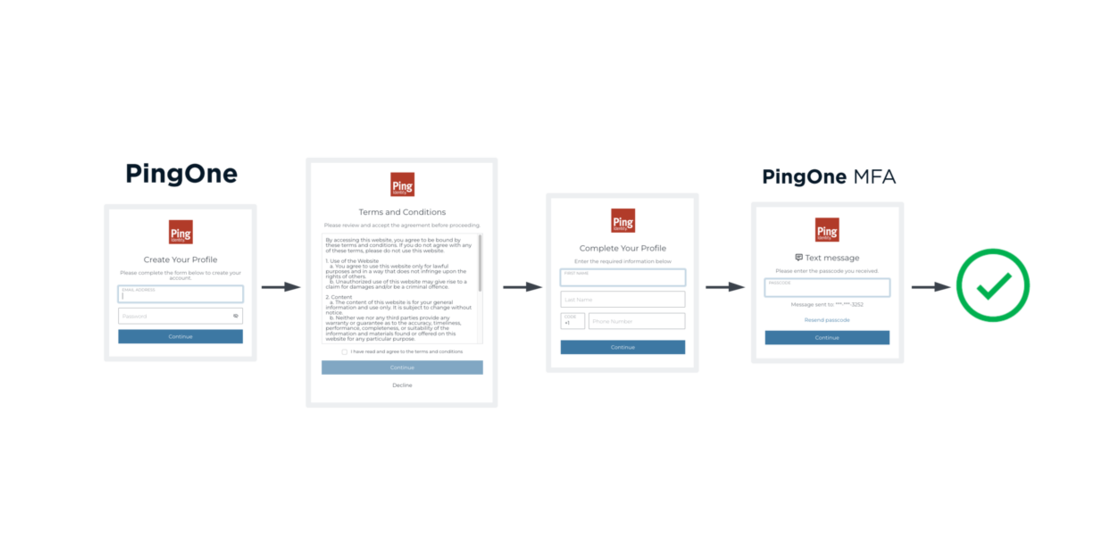 PingOne
Ping
Identity
Create Your Profile
Please complete the form below to create your
account.
EMAIL ADDRESS
Password
Continue
Ping
Identity
Terms and Conditions
Please review and accept the agreement before proceeding
By accessing this website, you agree to be bound by
these terms and conditions. If you do not agree with any
of these terms, please do not use this website.
1. Use of the Website
a. You agree to use this website only for lawful
purposes and in a way that does not infringe upon the
rights of others.
b. Unauthorized use of this website may give rise to a
claim for damages and/or be a criminal offence.
2. Content
a. The content of this website is for your general
information and use only. It is subject to change without
notice.
b. Neither we nor any third parties provide any
warranty or guarantee as to the accuracy, timeliness,
performance, completeness, or suitability of the
information and materials found or offered on this
website for any particular purpose.
I have read and agree to the terms and conditions
Continue
Decline
Ping
Identity
Complete Your Profile
Enter the required information below
FIRST NAME
Last Name
CODE
+1
Phone Number
Continue
PingOne MFA
Ping
Identity
Text message
Please enter the passcode you received.
PASSCODE
Message sent to: ***-***-3252
Resend passcode
Continue